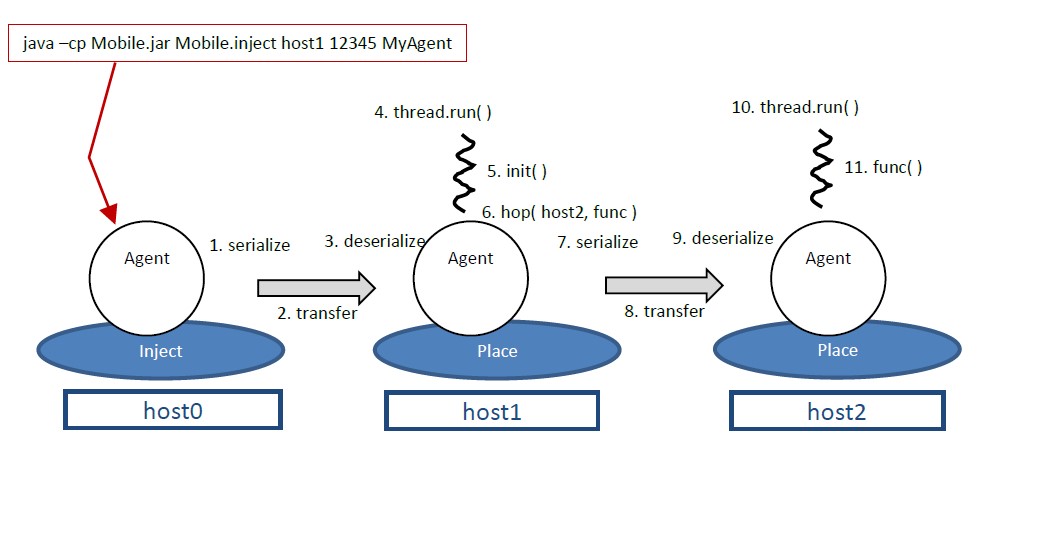 java –cp Mobile.jar Mobile.inject host1 12345 MyAgent
4. thread.run( )
10. thread.run( )
5. init( )
11. func( )
6. hop( host2, func )
1. serialize
3. deserialize
7. serialize
9. deserialize
Agent
Agent
Agent
2. transfer
8. transfer
Inject
Place
Place
host0
host1
host2